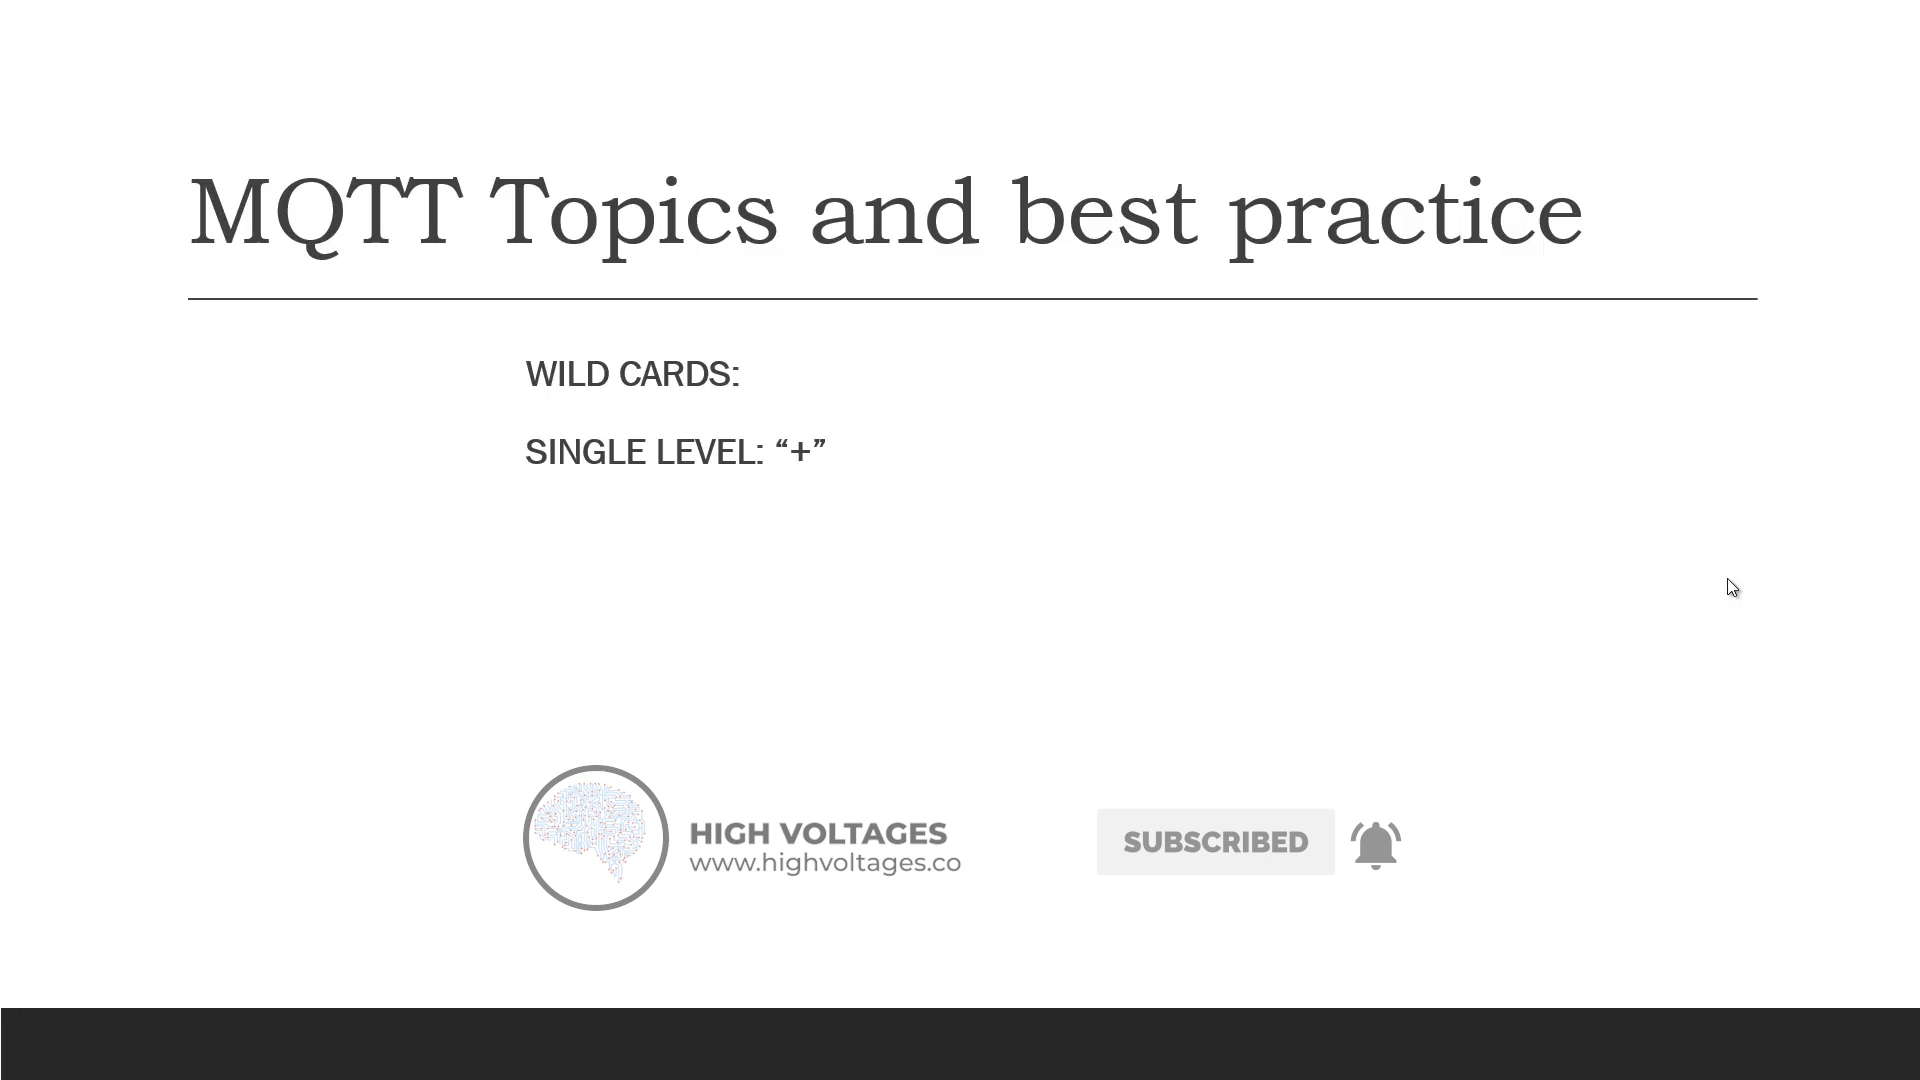 MQTT Topics and best practice
WILD CARDS:
SINGLE LEVEL: “+”
HIGH VOLTAGES
www.highvoltages.co
SUBSCRIBED